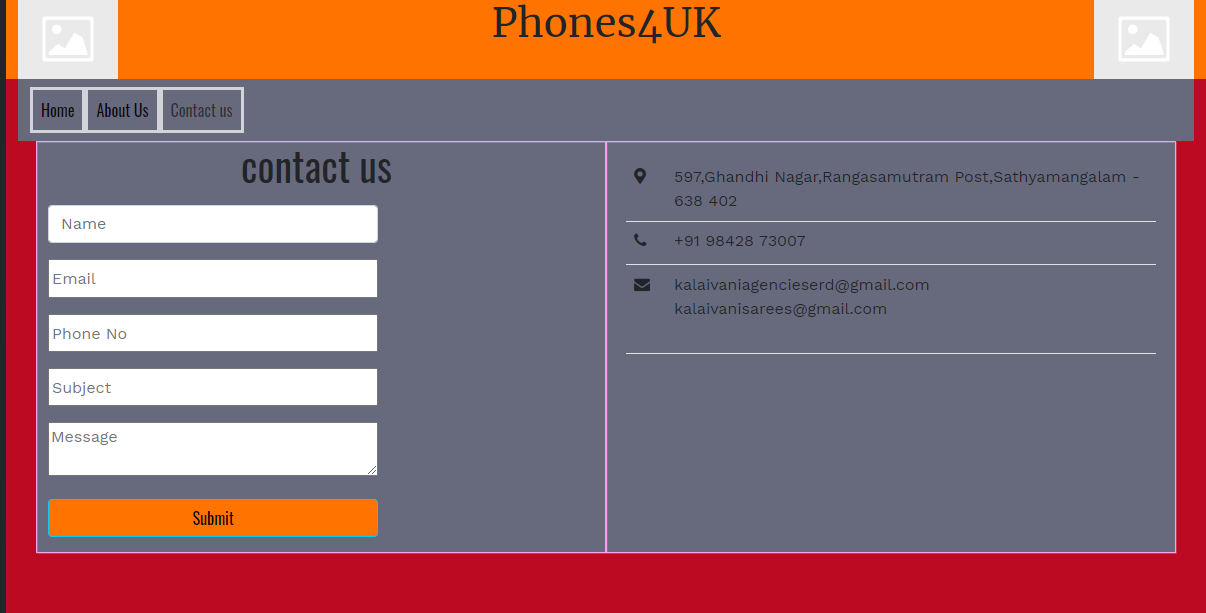 Phones4UK
Home
About Us
Contact us
contact us
Name
Email
Phone No
Subject
Message
Submit
597,Ghandhi Nagar,Rangasamutram Post,Sathyamangalam -
638 402
+91 98428 73007
kalaivaniagencieserd@gmail.com
kalaivanisarees@gmail.com